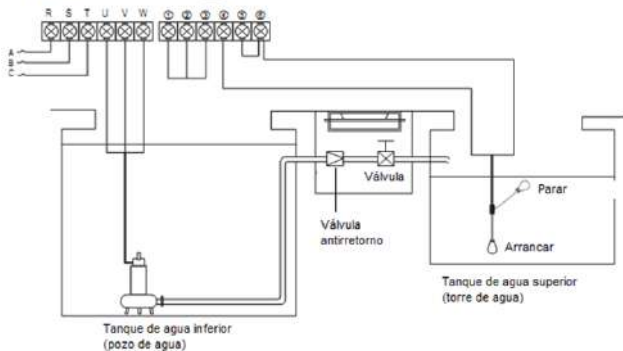 R S T U V W ① ② ③ ④ ⑤ ⑥
A
B
C
Válvula
Parar
Válvula
antirretorno
Arrancar
Tanque de agua superior
(torre de agua)
Tanque de agua inferior
(pozo de agua)